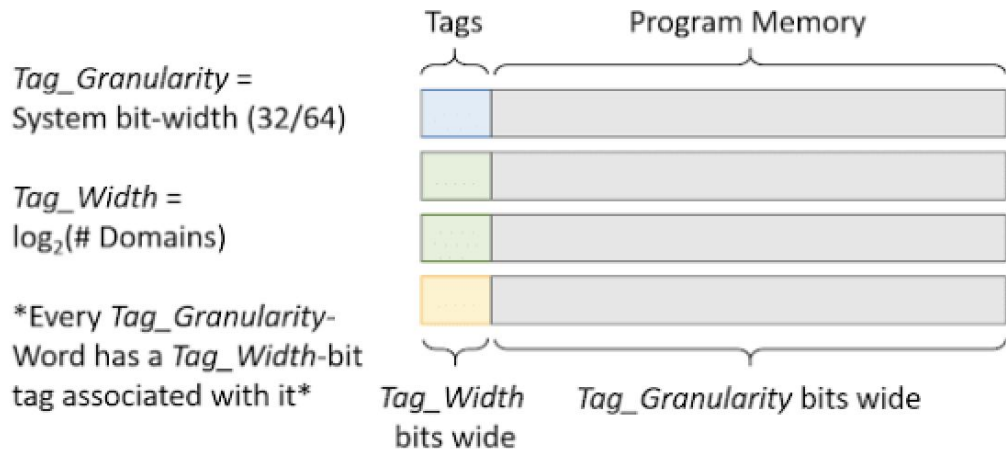 Tags
Program Memory
Tag_Granularity =
System bit-width (32/64)
Tag_Width =
log₂(# Domains)
*Every Tag_Granularity-
Word has a Tag_Width-bit
tag associated with it*
Tag_Width
bits wide
Tag_Granularity bits wide